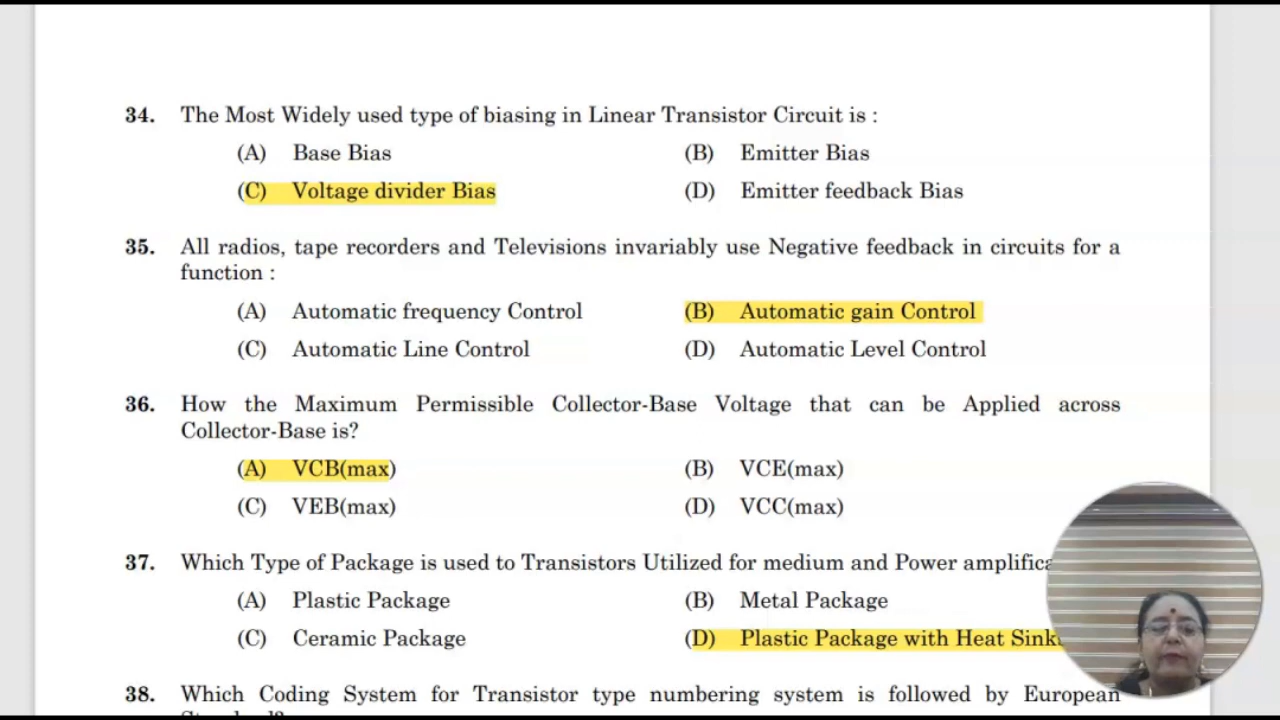 34. The Most Widely used type of biasing in Linear Transistor Circuit is :
(A) Base Bias (B) Emitter Bias
(C) Voltage divider Bias (D) Emitter feedback Bias
35. All radios, tape recorders and Televisions invariably use Negative feedback in circuits for a
function :
(A) Automatic frequency Control (B) Automatic gain Control
(C) Automatic Line Control (D) Automatic Level Control
36. How the Maximum Permissible Collector-Base Voltage that can be Applied across
Collector-Base is?
(A) VCB(max) (B) VCE(max)
(C) VEB(max) (D) VCC(max)
37. Which Type of Package is used to Transistors Utilized for medium and Power
(A) Plastic Package (B) Metal Package
(C) Ceramic Package (D) Plastic Package with Heat Sink
38. Which Coding System for Transistor type numbering system is followed by European